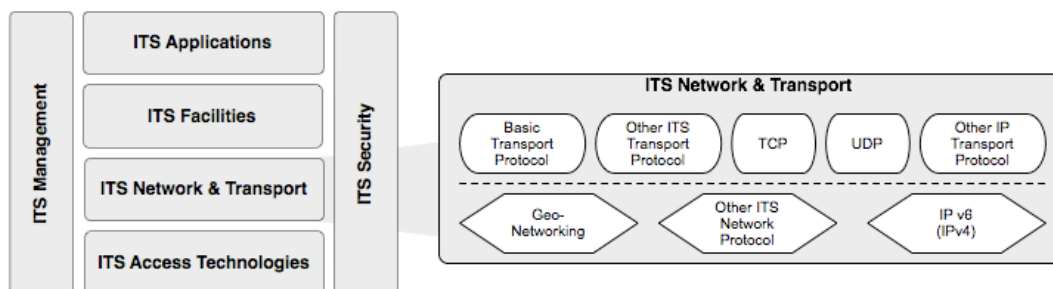 ITS Management
ITS Applications
ITS Facilities
ITS Network & Transport
ITS Access Technologies
ITS Security
ITS Network & Transport
Basic
Transport
Protocol
Other ITS
Transport
Protocol
TCP
UDP
Other IP
Transport
Protocol
Geo-
Networking
Other ITS
Network
Protocol
IP v6
(IPv4)